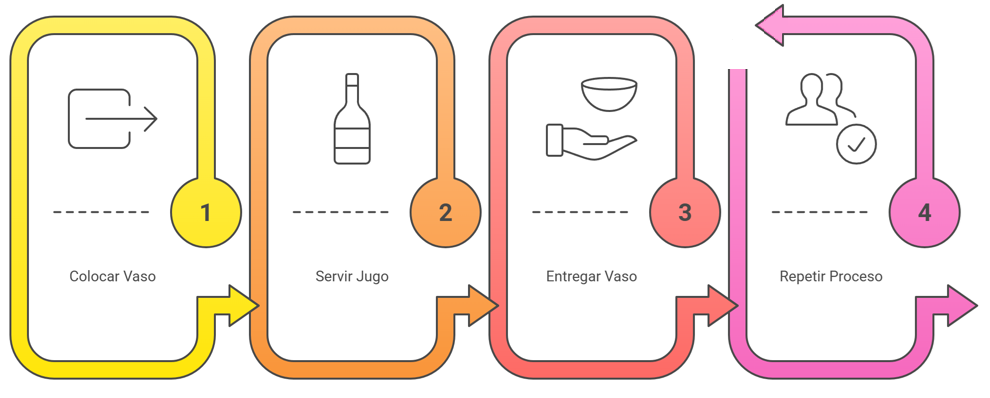 1
Colocar Vaso
2
Servir Jugo
3
Entregar Vaso
4
Repetir Proceso